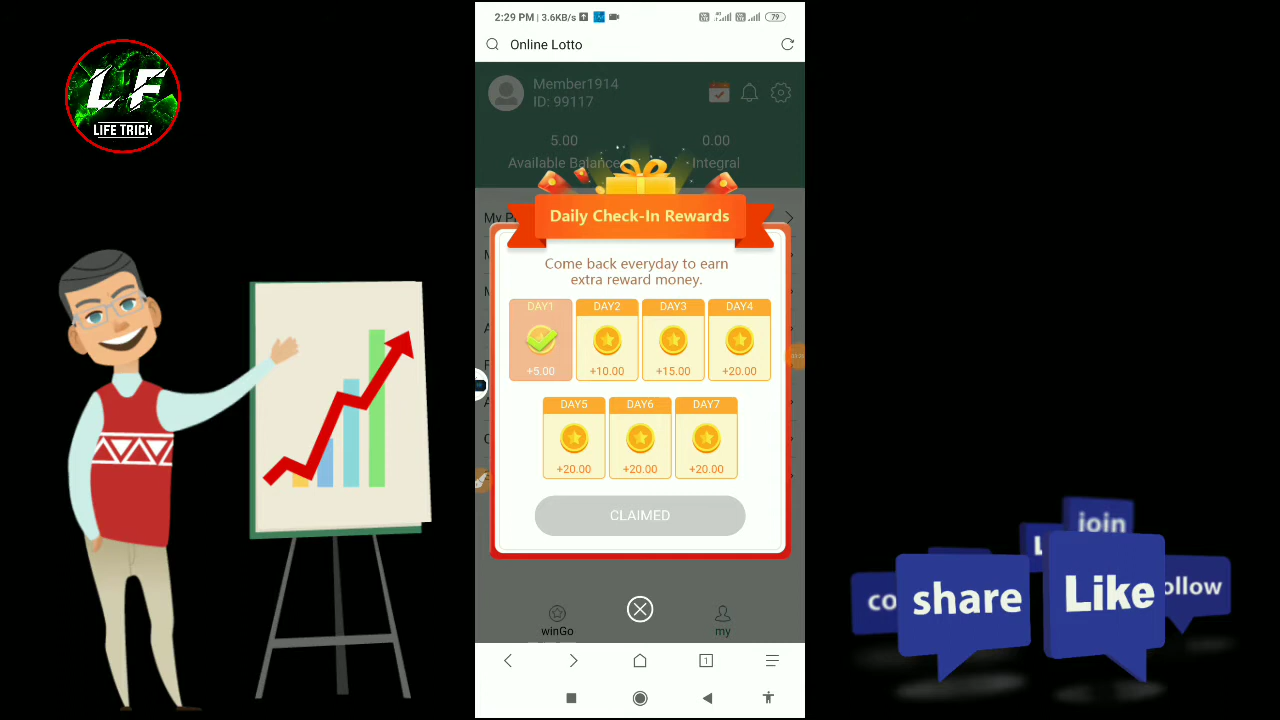 LF
LIFE TRICK
2:29 PM | 3.6KB/s
79
Online Lotto
Member1914
ID: 99117
5.00
0.00
Available Balance
Integral
Daily Check-In Rewards
Come back everyday to earn
extra reward money.
DAY1 DAY2 DAY3 DAY4
+5.00 +10.00 +15.00 +20.00
DAY5 DAY6 DAY7
+20.00 +20.00 +20.00
CLAIMED
winGo
my
1
join
share
Like